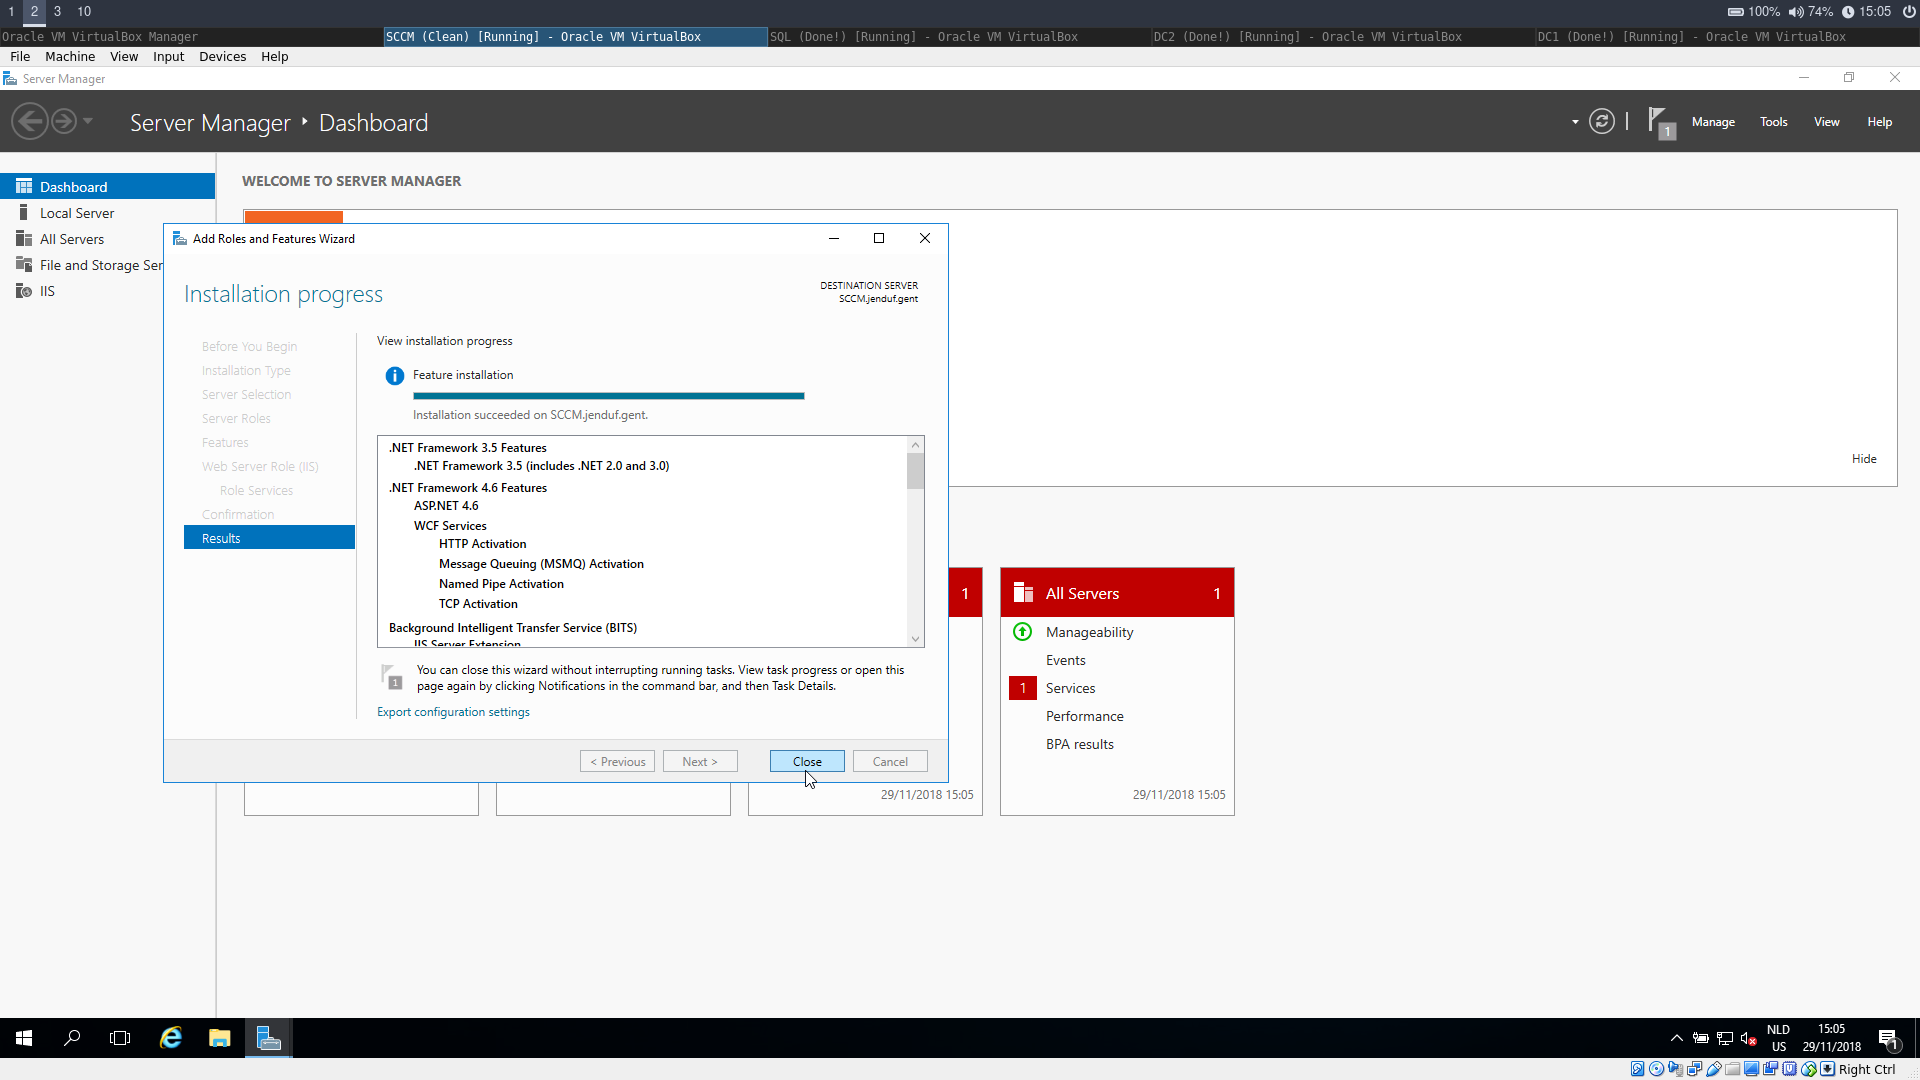 1 2 3 10
100% 74% 15:05
Oracle VM VirtualBox Manager
SCCM (Clean) [Running] - Oracle VM VirtualBox
SQL (Done!) [Running] - Oracle VM VirtualBox
DC2 (Done!) [Running] - Oracle VM VirtualBox
DC1 (Done!) [Running] - Oracle VM VirtualBox
File Machine View Input Devices Help
Server Manager
Server Manager Dashboard
1
Manage Tools View Help
Dashboard
Local Server
All Servers
File and Storage Ser
IIS
WELCOME TO SERVER MANAGER
Hide
Add Roles and Features Wizard
Installation progress
DESTINATION SERVER
SCCM.jenduf.gent
Before You Begin
Installation Type
Server Selection
Server Roles
Features
Web Server Role (IIS)
Role Services
Confirmation
Results
View installation progress
Feature installation
Installation succeeded on SCCM.jenduf.gent.
.NET Framework 3.5 Features
.NET Framework 3.5 (includes .NET 2.0 and 3.0)
.NET Framework 4.6 Features
ASP.NET 4.6
WCF Services
HTTP Activation
Message Queuing (MSMQ) Activation
Named Pipe Activation
TCP Activation
Background Intelligent Transfer Service (BITS)
IIS Server Extension
1
You can close this wizard without interrupting running tasks. View task progress or open this
page again by clicking Notifications in the command bar, and then Task Details.
Export configuration settings
< Previous
Next >
Close
Cancel
1
29/11/2018 15:05
All Servers 1
Manageability
Events
1 Services
Performance
BPA results
29/11/2018 15:05
NLD
US
15:05
29/11/2018
1
Right Ctrl